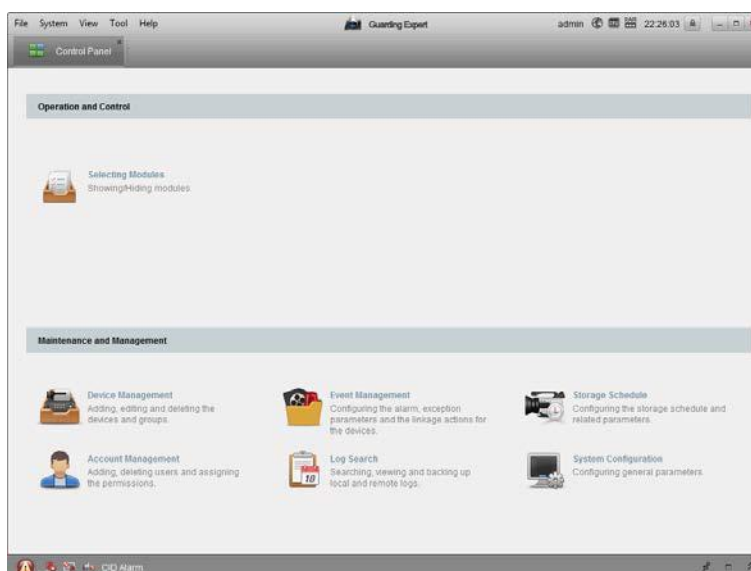 File System View Tool Help
Guarding Expert
admin 22:26:03
Control Panel
Operation and Control
Selecting Modules
Showing/Hiding modules.
Maintenance and Management
Device Management
Adding, editing and deleting the
devices and groups.
Event Management
Configuring the alarm, exception
parameters and the linkage actions for
the devices.
Storage Schedule
Configuring the storage schedule and
related parameters.
Account Management
Adding, deleting users and assigning
the permissions.
Log Search
Searching, viewing and backing up
local and remote logs.
10
System Configuration
Configuring general parameters.
CID Alarm